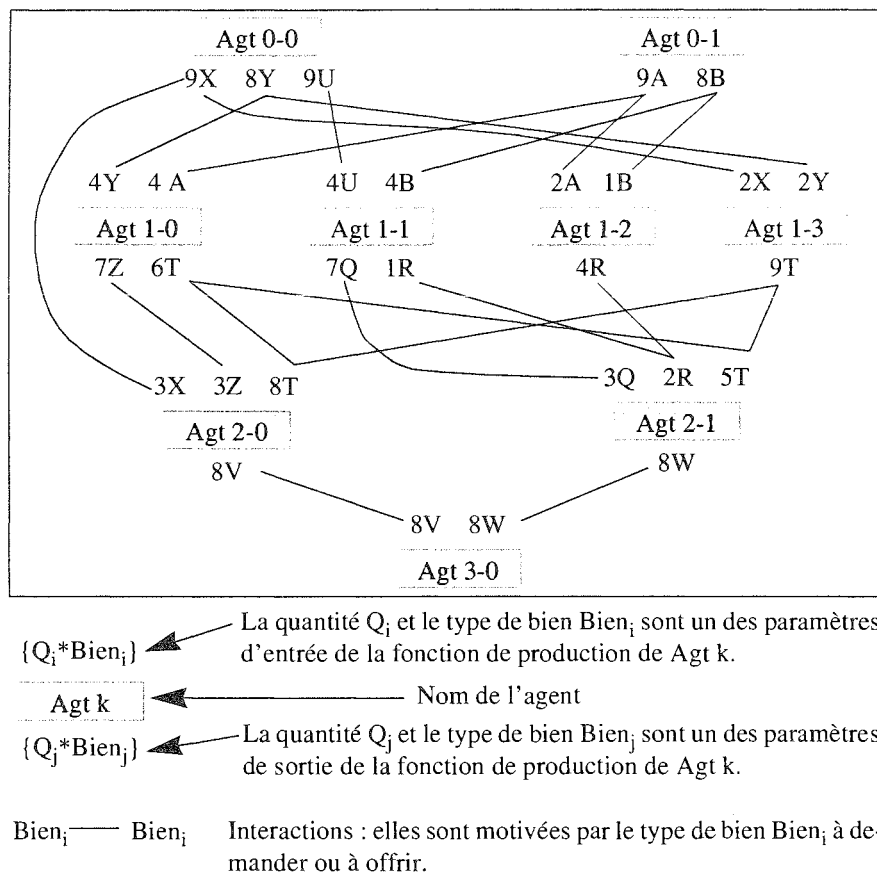 Agt 0-0 Agt 0-1
9X 8Y 9U 9A 8B
4Y 4 A 4U 4B 2A 1B 2X 2Y
Agt 1-0 Agt 1-1 Agt 1-2 Agt 1-3
7Z 6T 7Q 1R 4R 9T
3X 3Z 8T 3Q 2R 5T
Agt 2-0 Agt 2-1
8V 8W
8V 8W
Agt 3-0
La quantité Qi et le type de bien Bieni sont un des paramètres
{Qi*Bieni} d'entrée de la fonction de production de Agt k.
Agt k Nom de l'agent
La quantité Qj et le type de bien Bienj sont un des paramètres
{Qj*Bienj} de sortie de la fonction de production de Agt k.
Bieni Bieni Interactions : elles sont motivées par le type de bien Bieni à de-
mander ou à offrir.